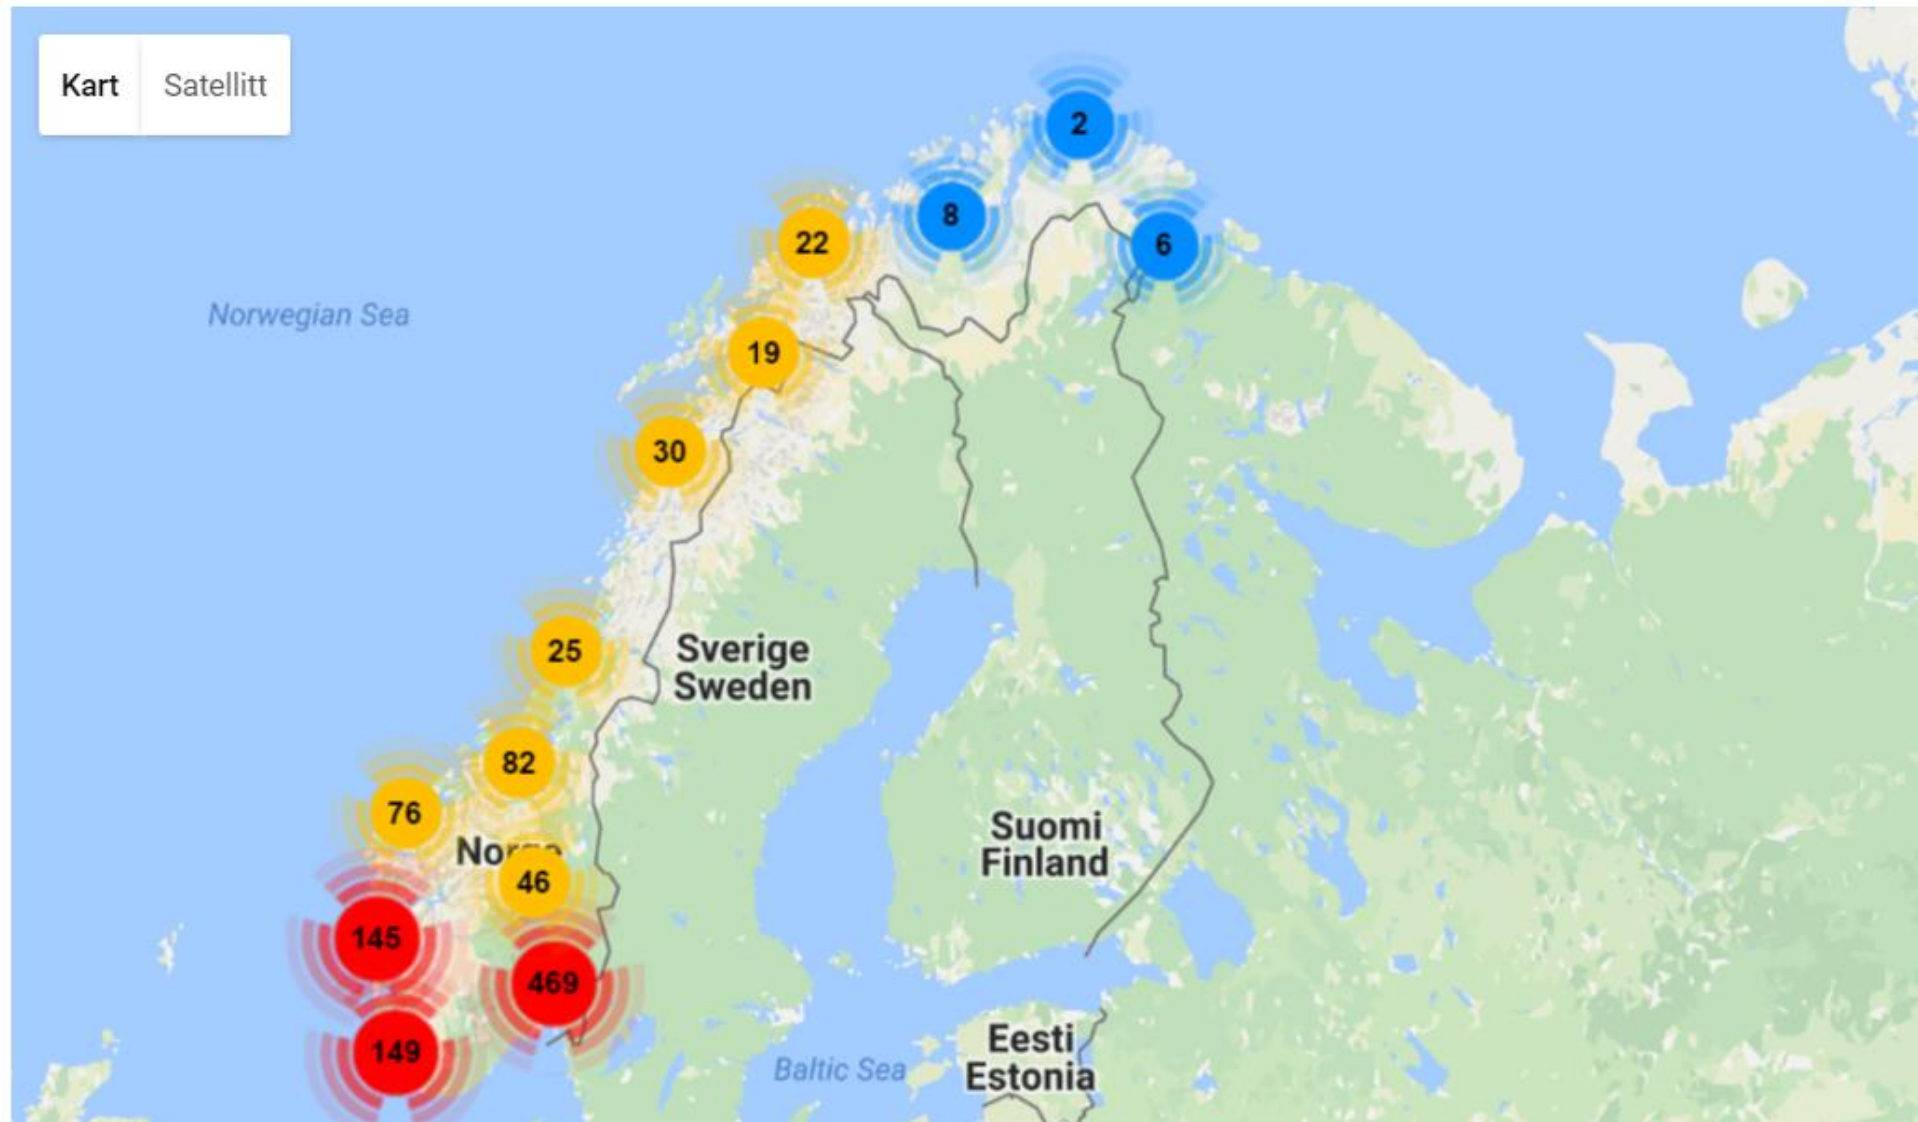 Kart Satellitt
2
8
22
6
Norwegian Sea
19
30
25
Sverige
Sweden
82
76
Suomi
Finland
46
145
469
149
Eesti
Estonia
Baltic Sea